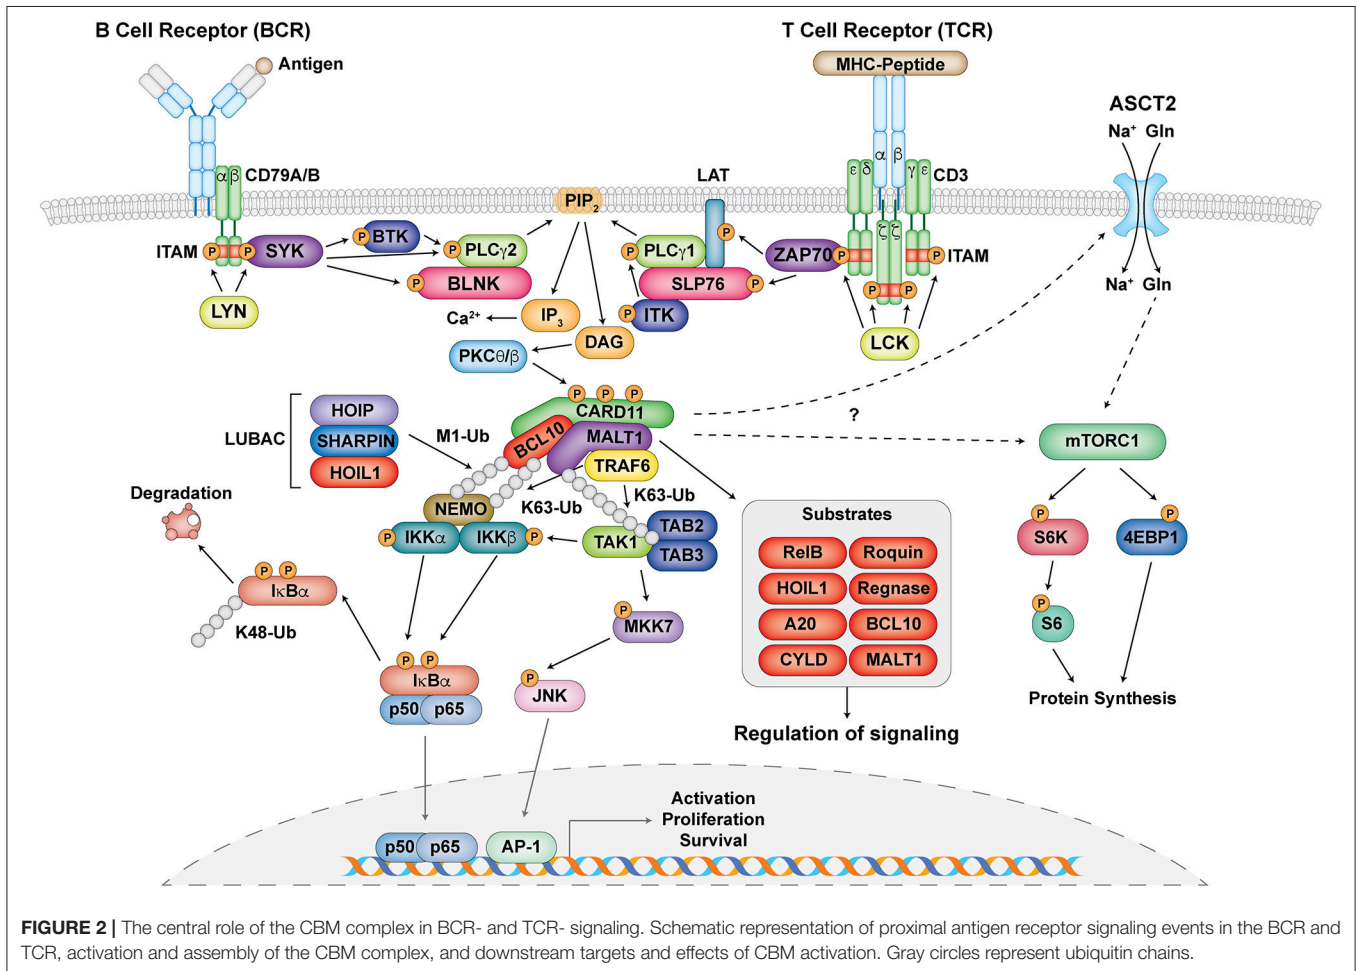 B Cell Receptor (BCR)
T Cell Receptor (TCR)
Antigen
MHC-Peptide
ASCT2
Na⁺ Gln
α β
CD79A/B
LAT
ε δ
α β
γ ε
CD3
PIP₂
ζ ζ
ITAM
P
P
SYK
P
BTK
P
PLCγ2
P
BLNK
LYN
P
PLCγ1
P
SLP76
P
P
ITK
ZAP70
P
P
ITAM
P
P
LCK
Na⁺ Gln
Ca²⁺
IP₃
DAG
PKCθ/β
P P P
CARD11
BCL10
MALT1
TRAF6
?
LUBAC
HOIP
SHARPIN
HOIL1
M1-Ub
K63-Ub
K63-Ub
NEMO
P
IKKα
IKKβ
P
TAK1
TAB2
TAB3
Degradation
P P
IκBα
K48-Ub
P P
IκBα
p50 p65
P
MKK7
P
JNK
Substrates
RelB Roquin
HOIL1 Regnase
A20 BCL10
CYLD MALT1
Regulation of signaling
mTORC1
P
S6K
P
4EBP1
P
S6
Protein Synthesis
Activation
Proliferation
Survival
p50 p65
AP-1
FIGURE 2 | The central role of the CBM complex in BCR- and TCR- signaling. Schematic representation of proximal antigen receptor signaling events in the BCR and
TCR, activation and assembly of the CBM complex, and downstream targets and effects of CBM activation. Gray circles represent ubiquitin chains.